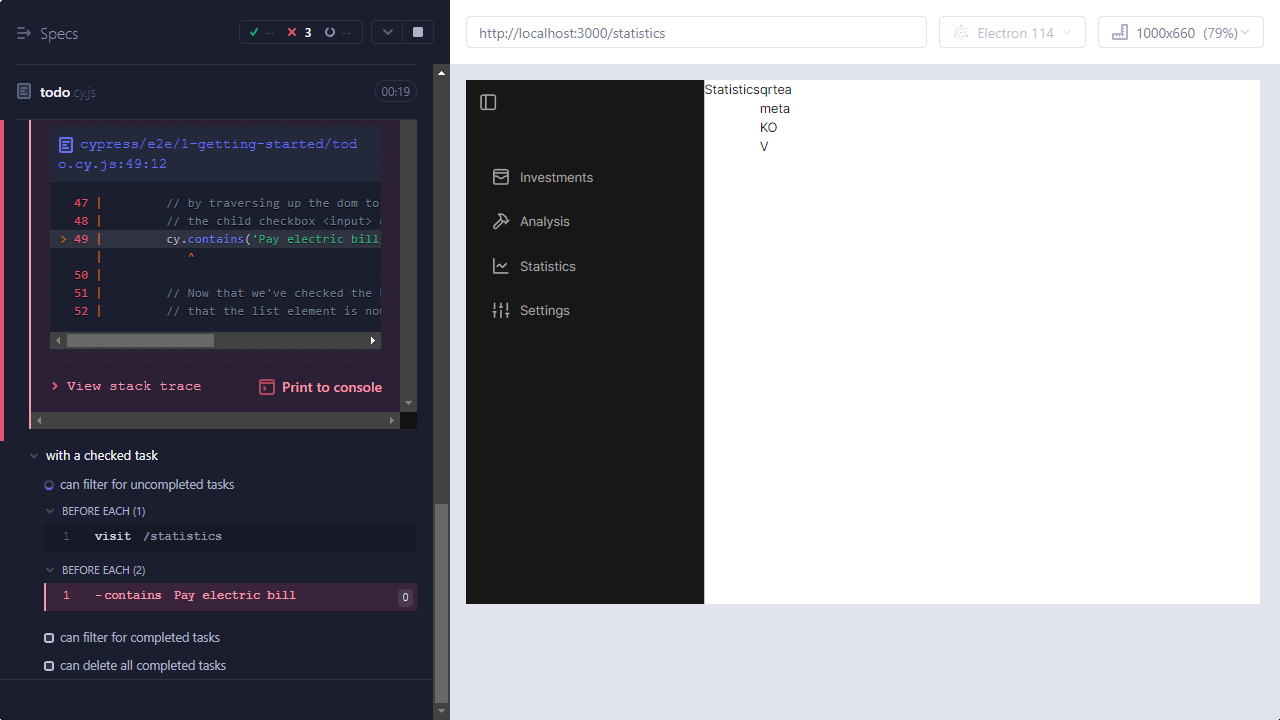 Specs
-- 3 --
todo.cy.js
00:19
cypress/e2e/1-getting-started/tod
o.cy.js:49:12
47 | // by traversing up the dom to
48 | // the child checkbox <input>
> 49 | cy.contains('Pay electric bill
| ^
50 |
51 | // Now that we've checked the
52 | // that the list element is now
View stack trace
Print to console
with a checked task
can filter for uncompleted tasks
BEFORE EACH (1)
1 visit /statistics
BEFORE EACH (2)
1 -contains Pay electric bill 0
can filter for completed tasks
can delete all completed tasks
http://localhost:3000/statistics
Electron 114
1000x660 (79%)
Investments
Analysis
Statistics
Settings
Statisticsqrtea
meta
KO
V